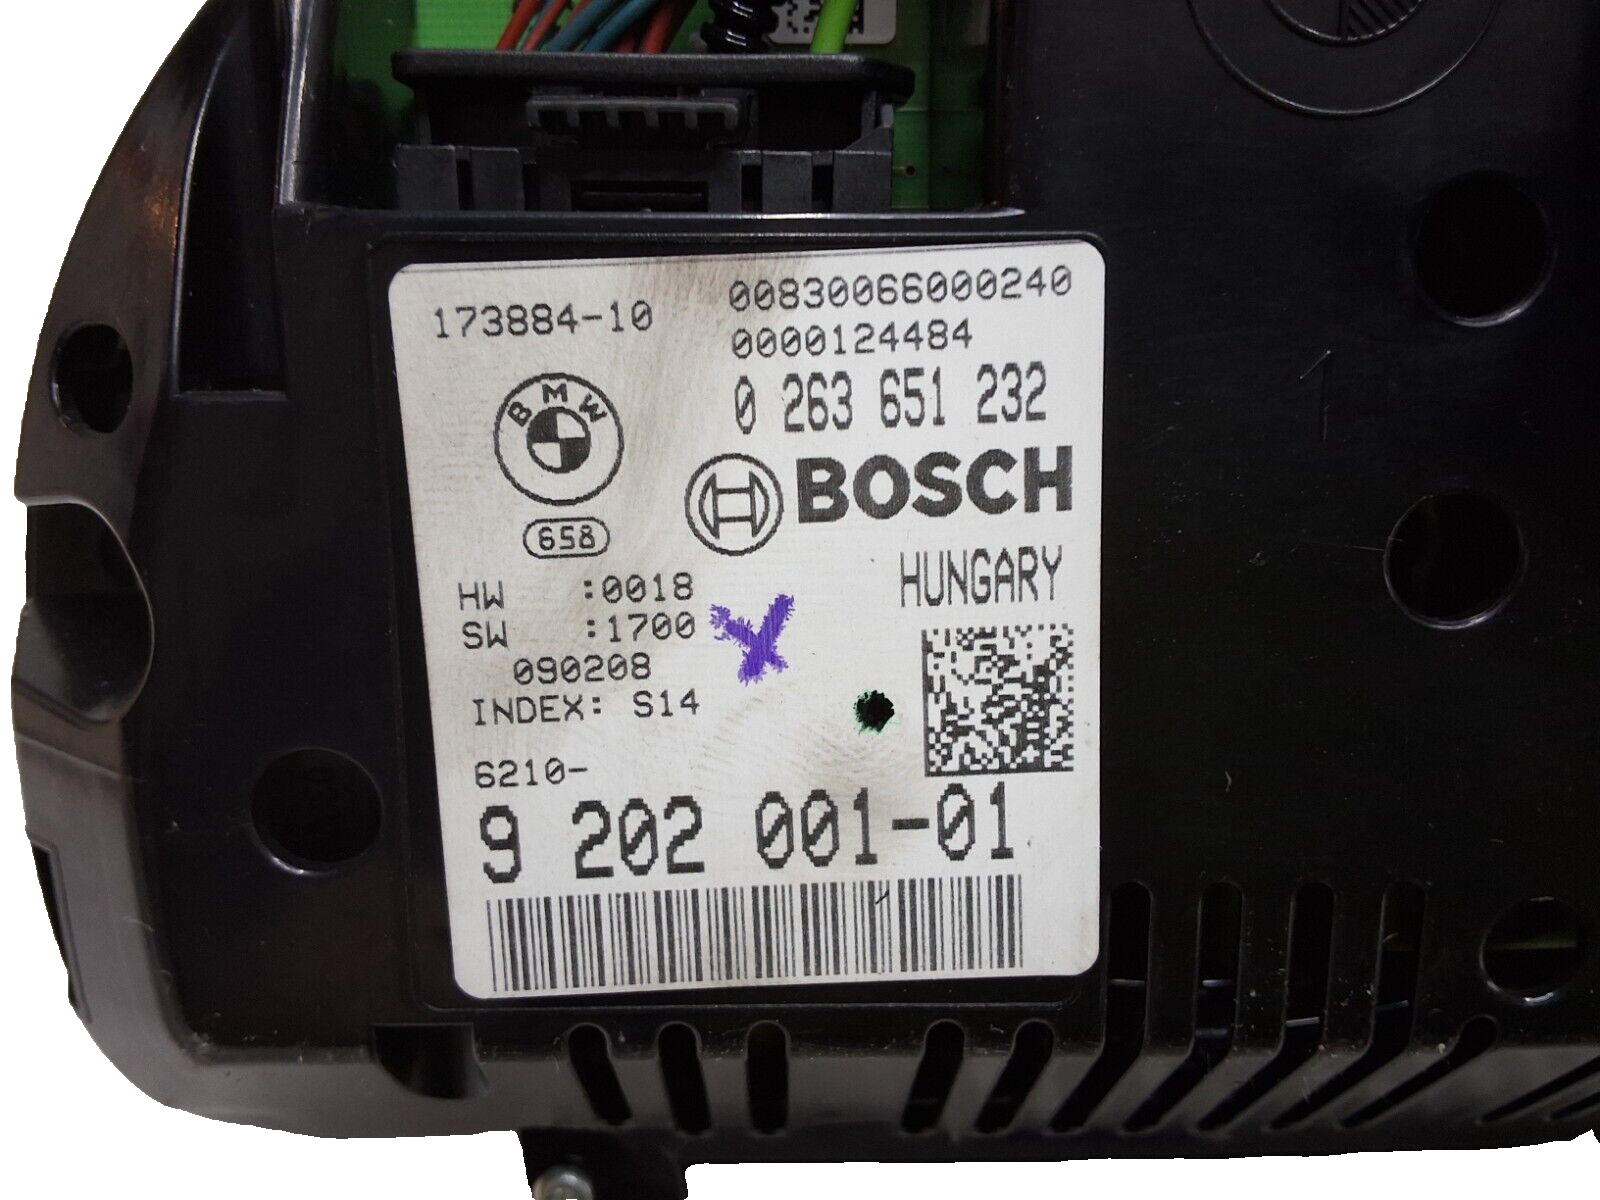 173884-10
00830066000240
0000124484
0 263 651 232
BMW
BOSCH
658
HUNGARY
HW :0018
SW :1700
090208
INDEX: S14
6210-
9 202 001-01